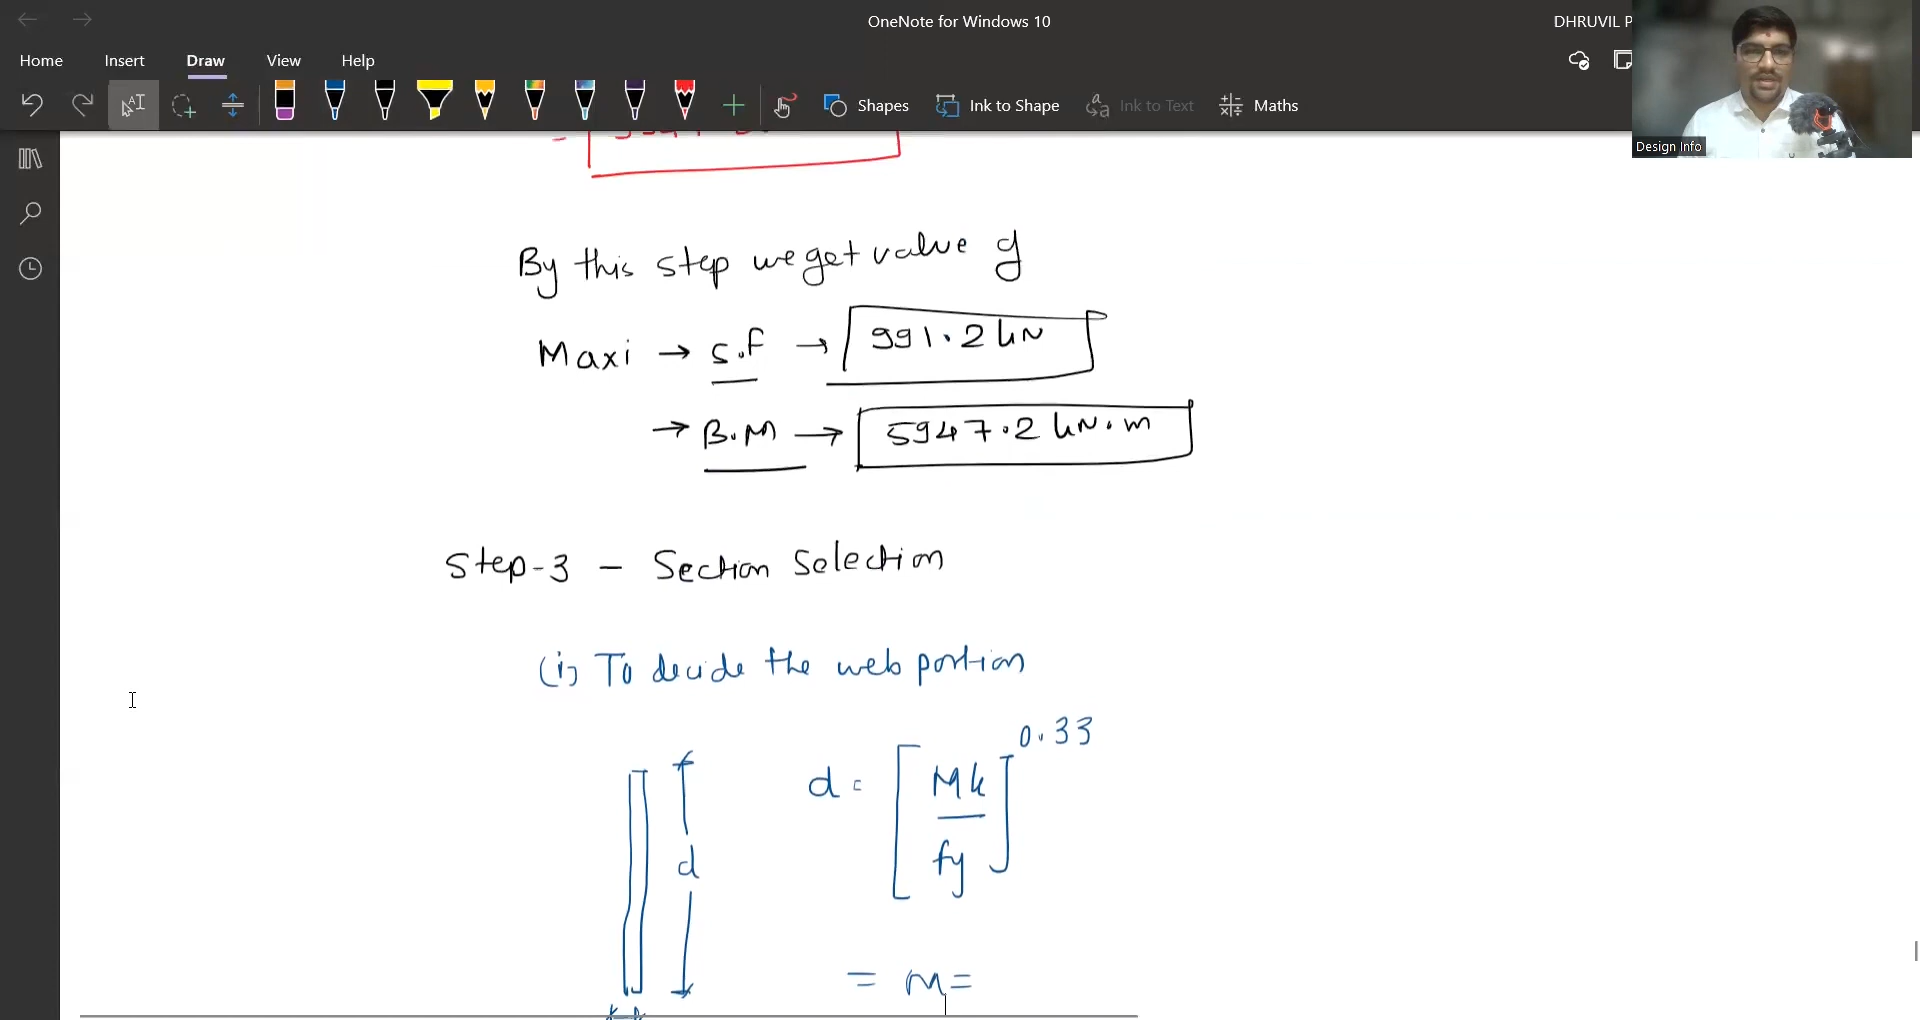 OneNote for Windows 10
DHRUVIL P
Home Insert Draw View Help
Shapes Ink to Shape Ink to Text Maths
Design Info
By this step we get value of
Maxi → S.F → 991.2 kN
→ B.M → 5947.2 kN.m
Step-3 - Section Selection
(i) To decide the web portion
d = [Mk/fy]^0.33
d
= M=